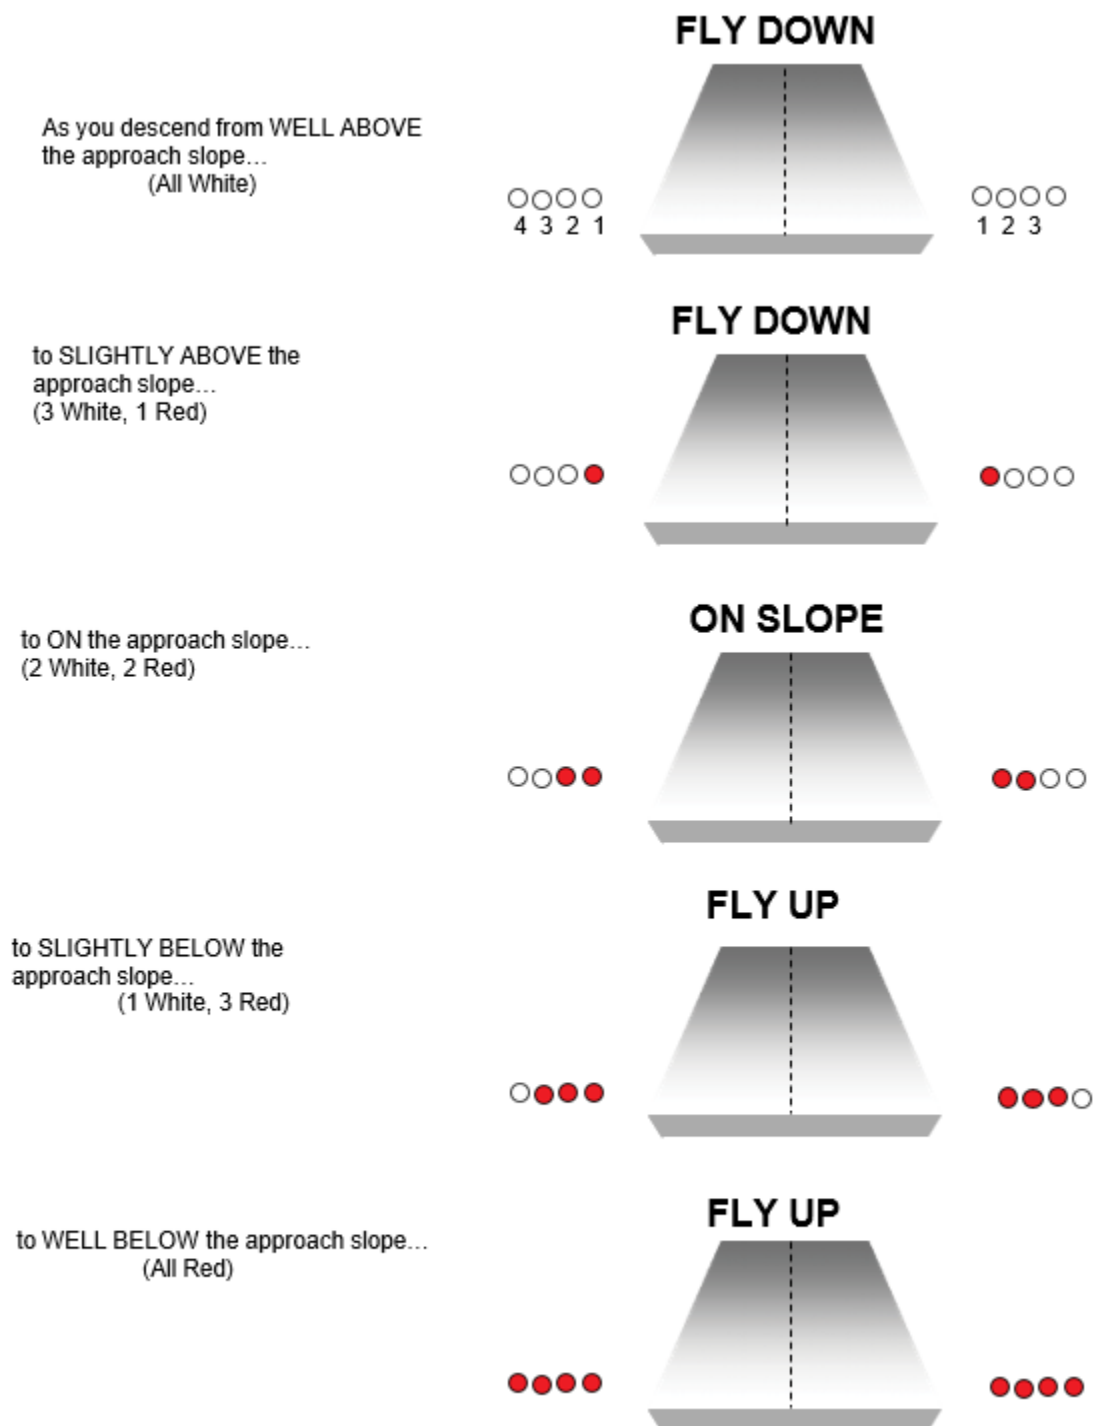 FLY DOWN
As you descend from WELL ABOVE
the approach slope...
(All White)
4 3 2 1
1 2 3
FLY DOWN
to SLIGHTLY ABOVE the
approach slope...
(3 White, 1 Red)
ON SLOPE
to ON the approach slope...
(2 White, 2 Red)
FLY UP
to SLIGHTLY BELOW the
approach slope...
(1 White, 3 Red)
FLY UP
to WELL BELOW the approach slope...
(All Red)